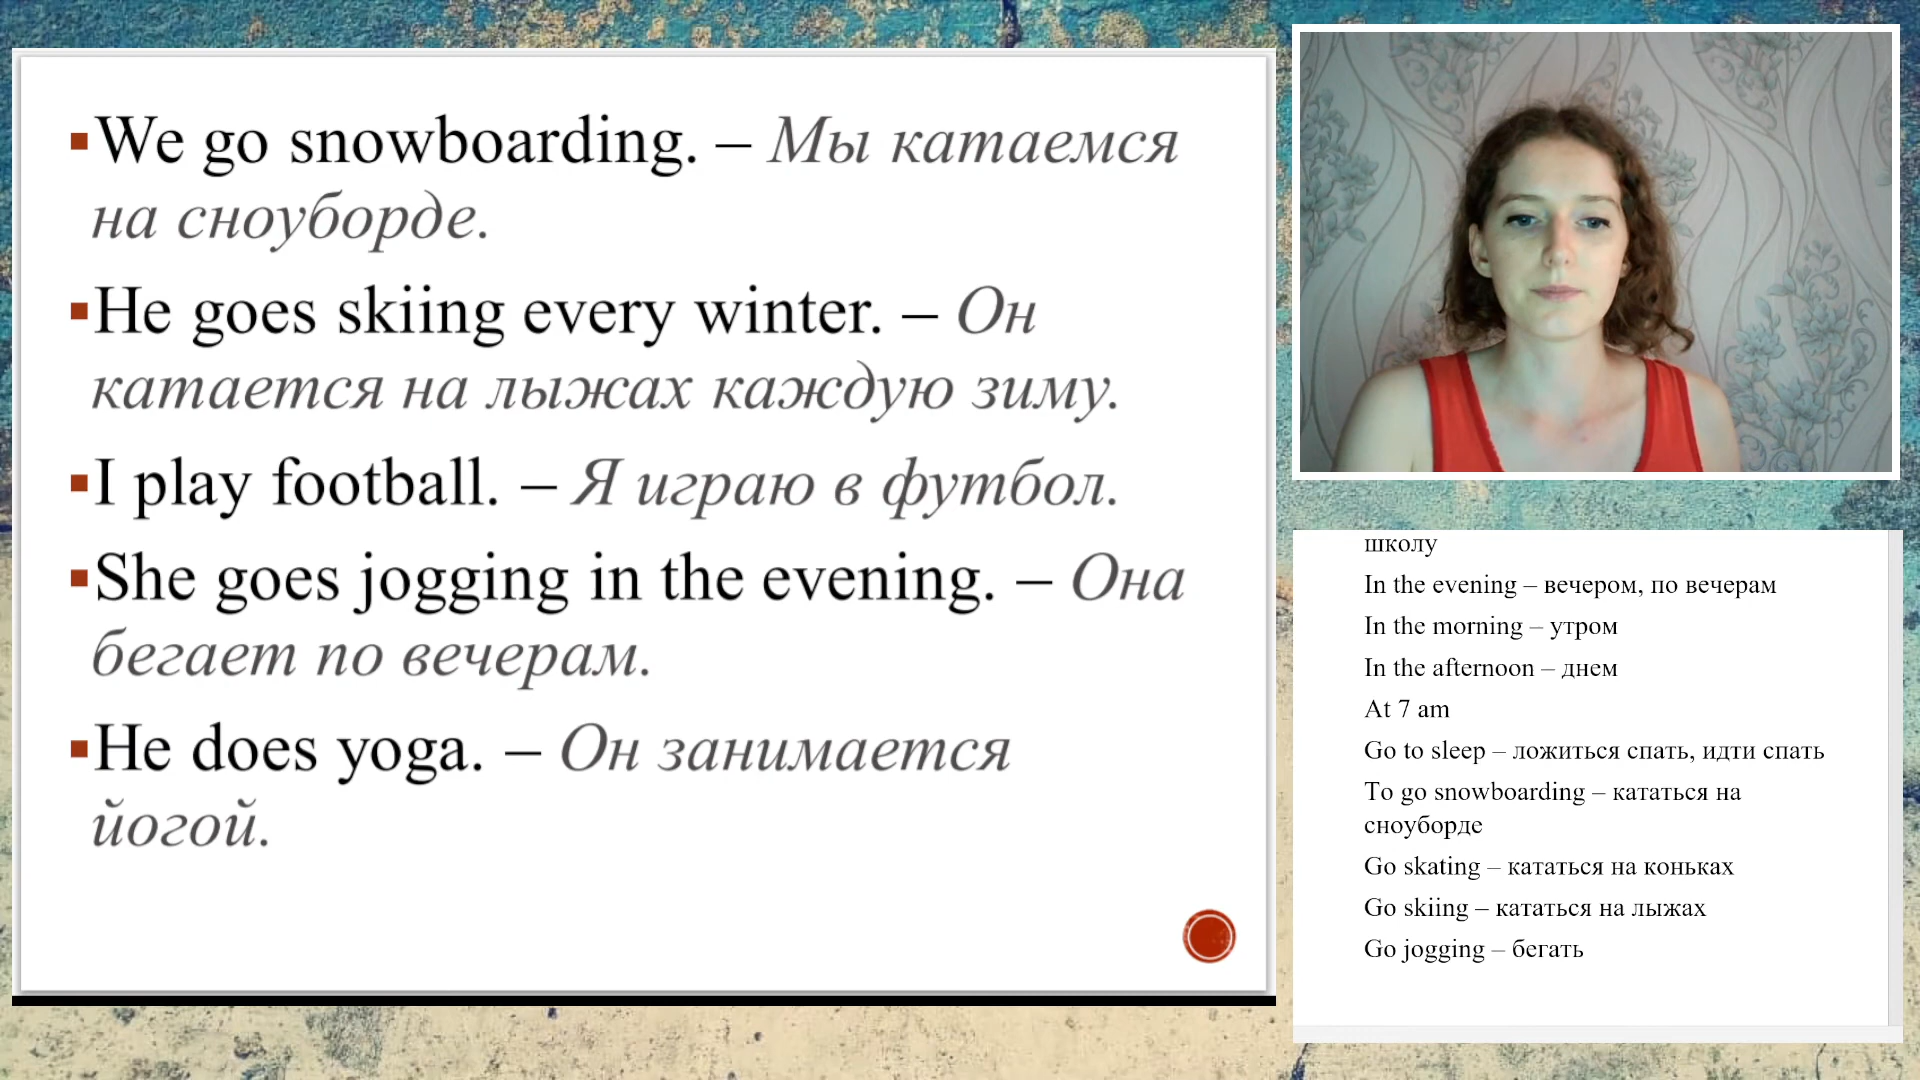 We go snowboarding. – Мы катаемся
на сноуборде.
He goes skiing every winter. – Он
катается на лыжах каждую зиму.
I play football. – Я играю в футбол.
She goes jogging in the evening. – Она
бегает по вечерам.
He does yoga. – Он занимается
йогой.
школу
In the evening – вечером, по вечерам
In the morning – утром
In the afternoon – днем
At 7 am
Go to sleep – ложиться спать, идти спать
To go snowboarding – кататься на
сноуборде
Go skating – кататься на коньках
Go skiing – кататься на лыжах
Go jogging – бегать